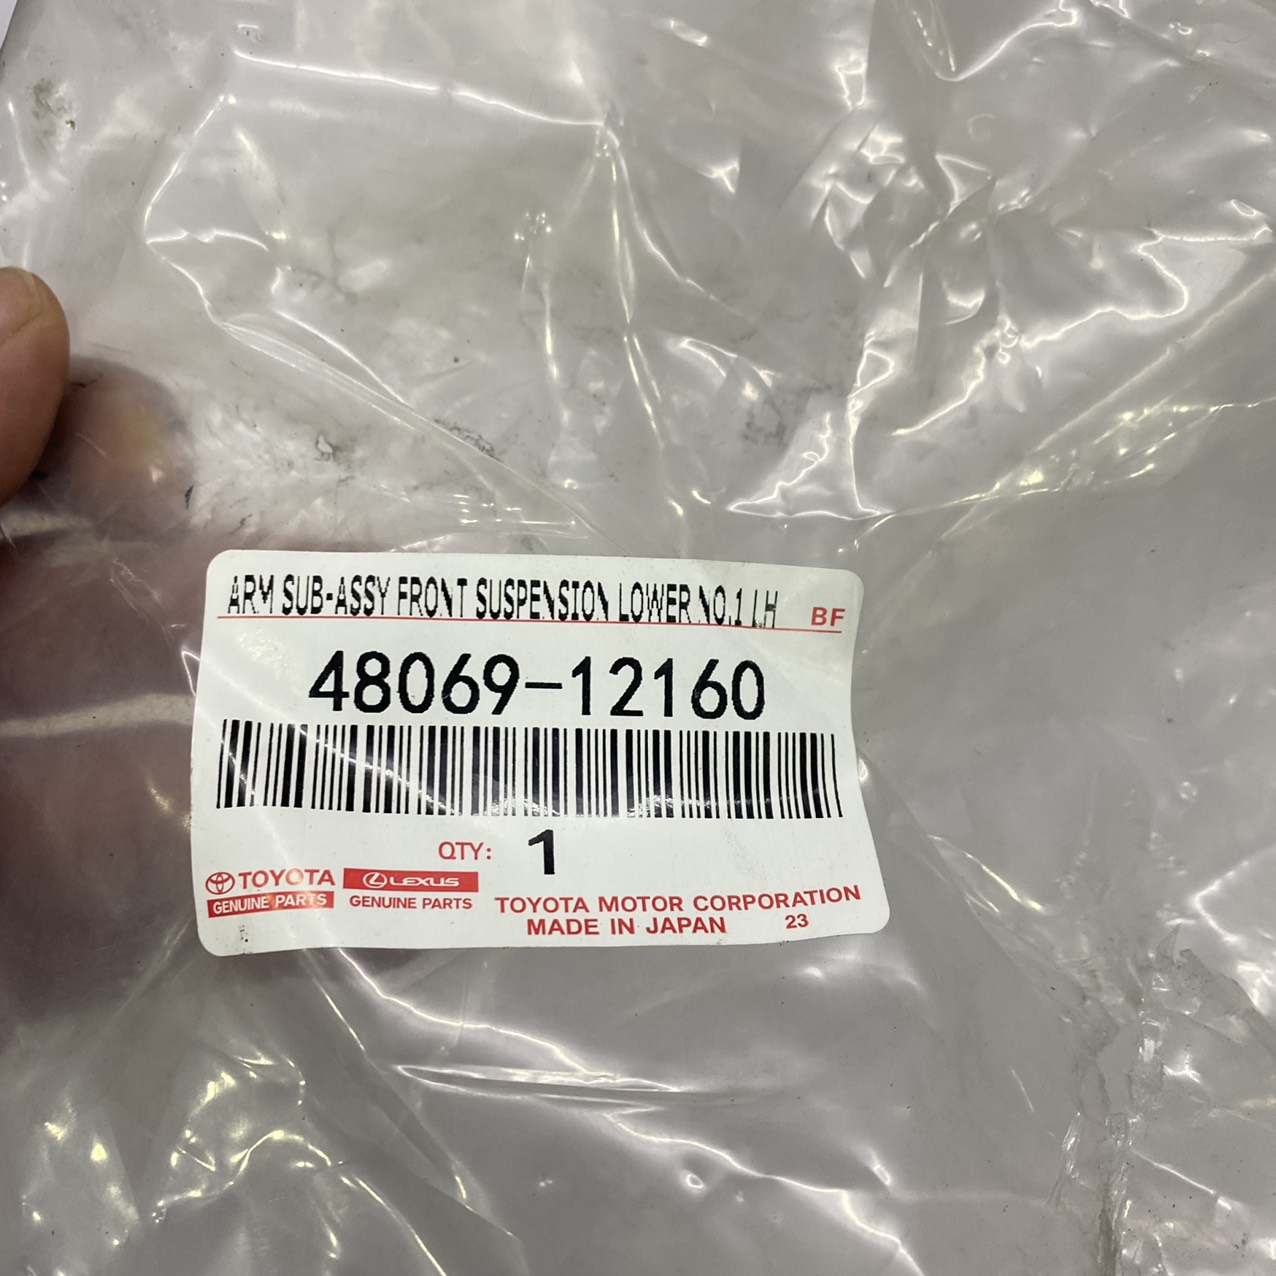 ARM SUB-ASSY FRONT SUSPENSION LOWER NO.1 LH BF
48069-12160
QTY: 1
TOYOTA LEXUS
GENUINE PARTS GENUINE PARTS
TOYOTA MOTOR CORPORATION
MADE IN JAPAN 23